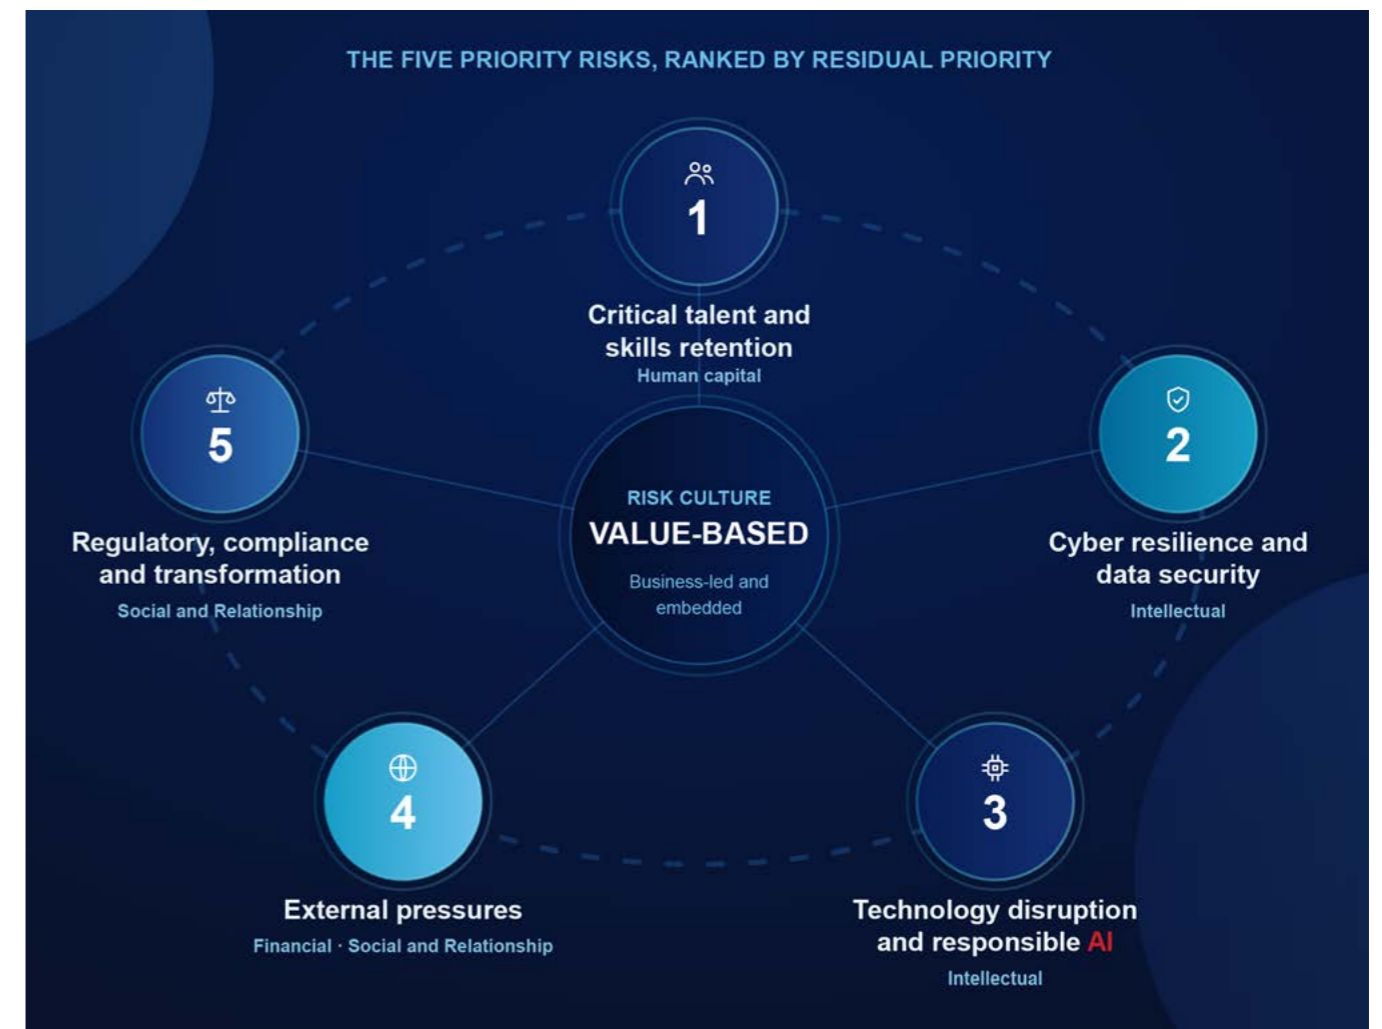 THE FIVE PRIORITY RISKS, RANKED BY RESIDUAL PRIORITY
1
Critical talent and
skills retention
Human capital
2
Cyber resilience and
data security
Intellectual
3
Technology disruption
and responsible AI
Intellectual
4
External pressures
Financial · Social and Relationship
5
Regulatory, compliance
and transformation
Social and Relationship
RISK CULTURE
VALUE-BASED
Business-led and
embedded